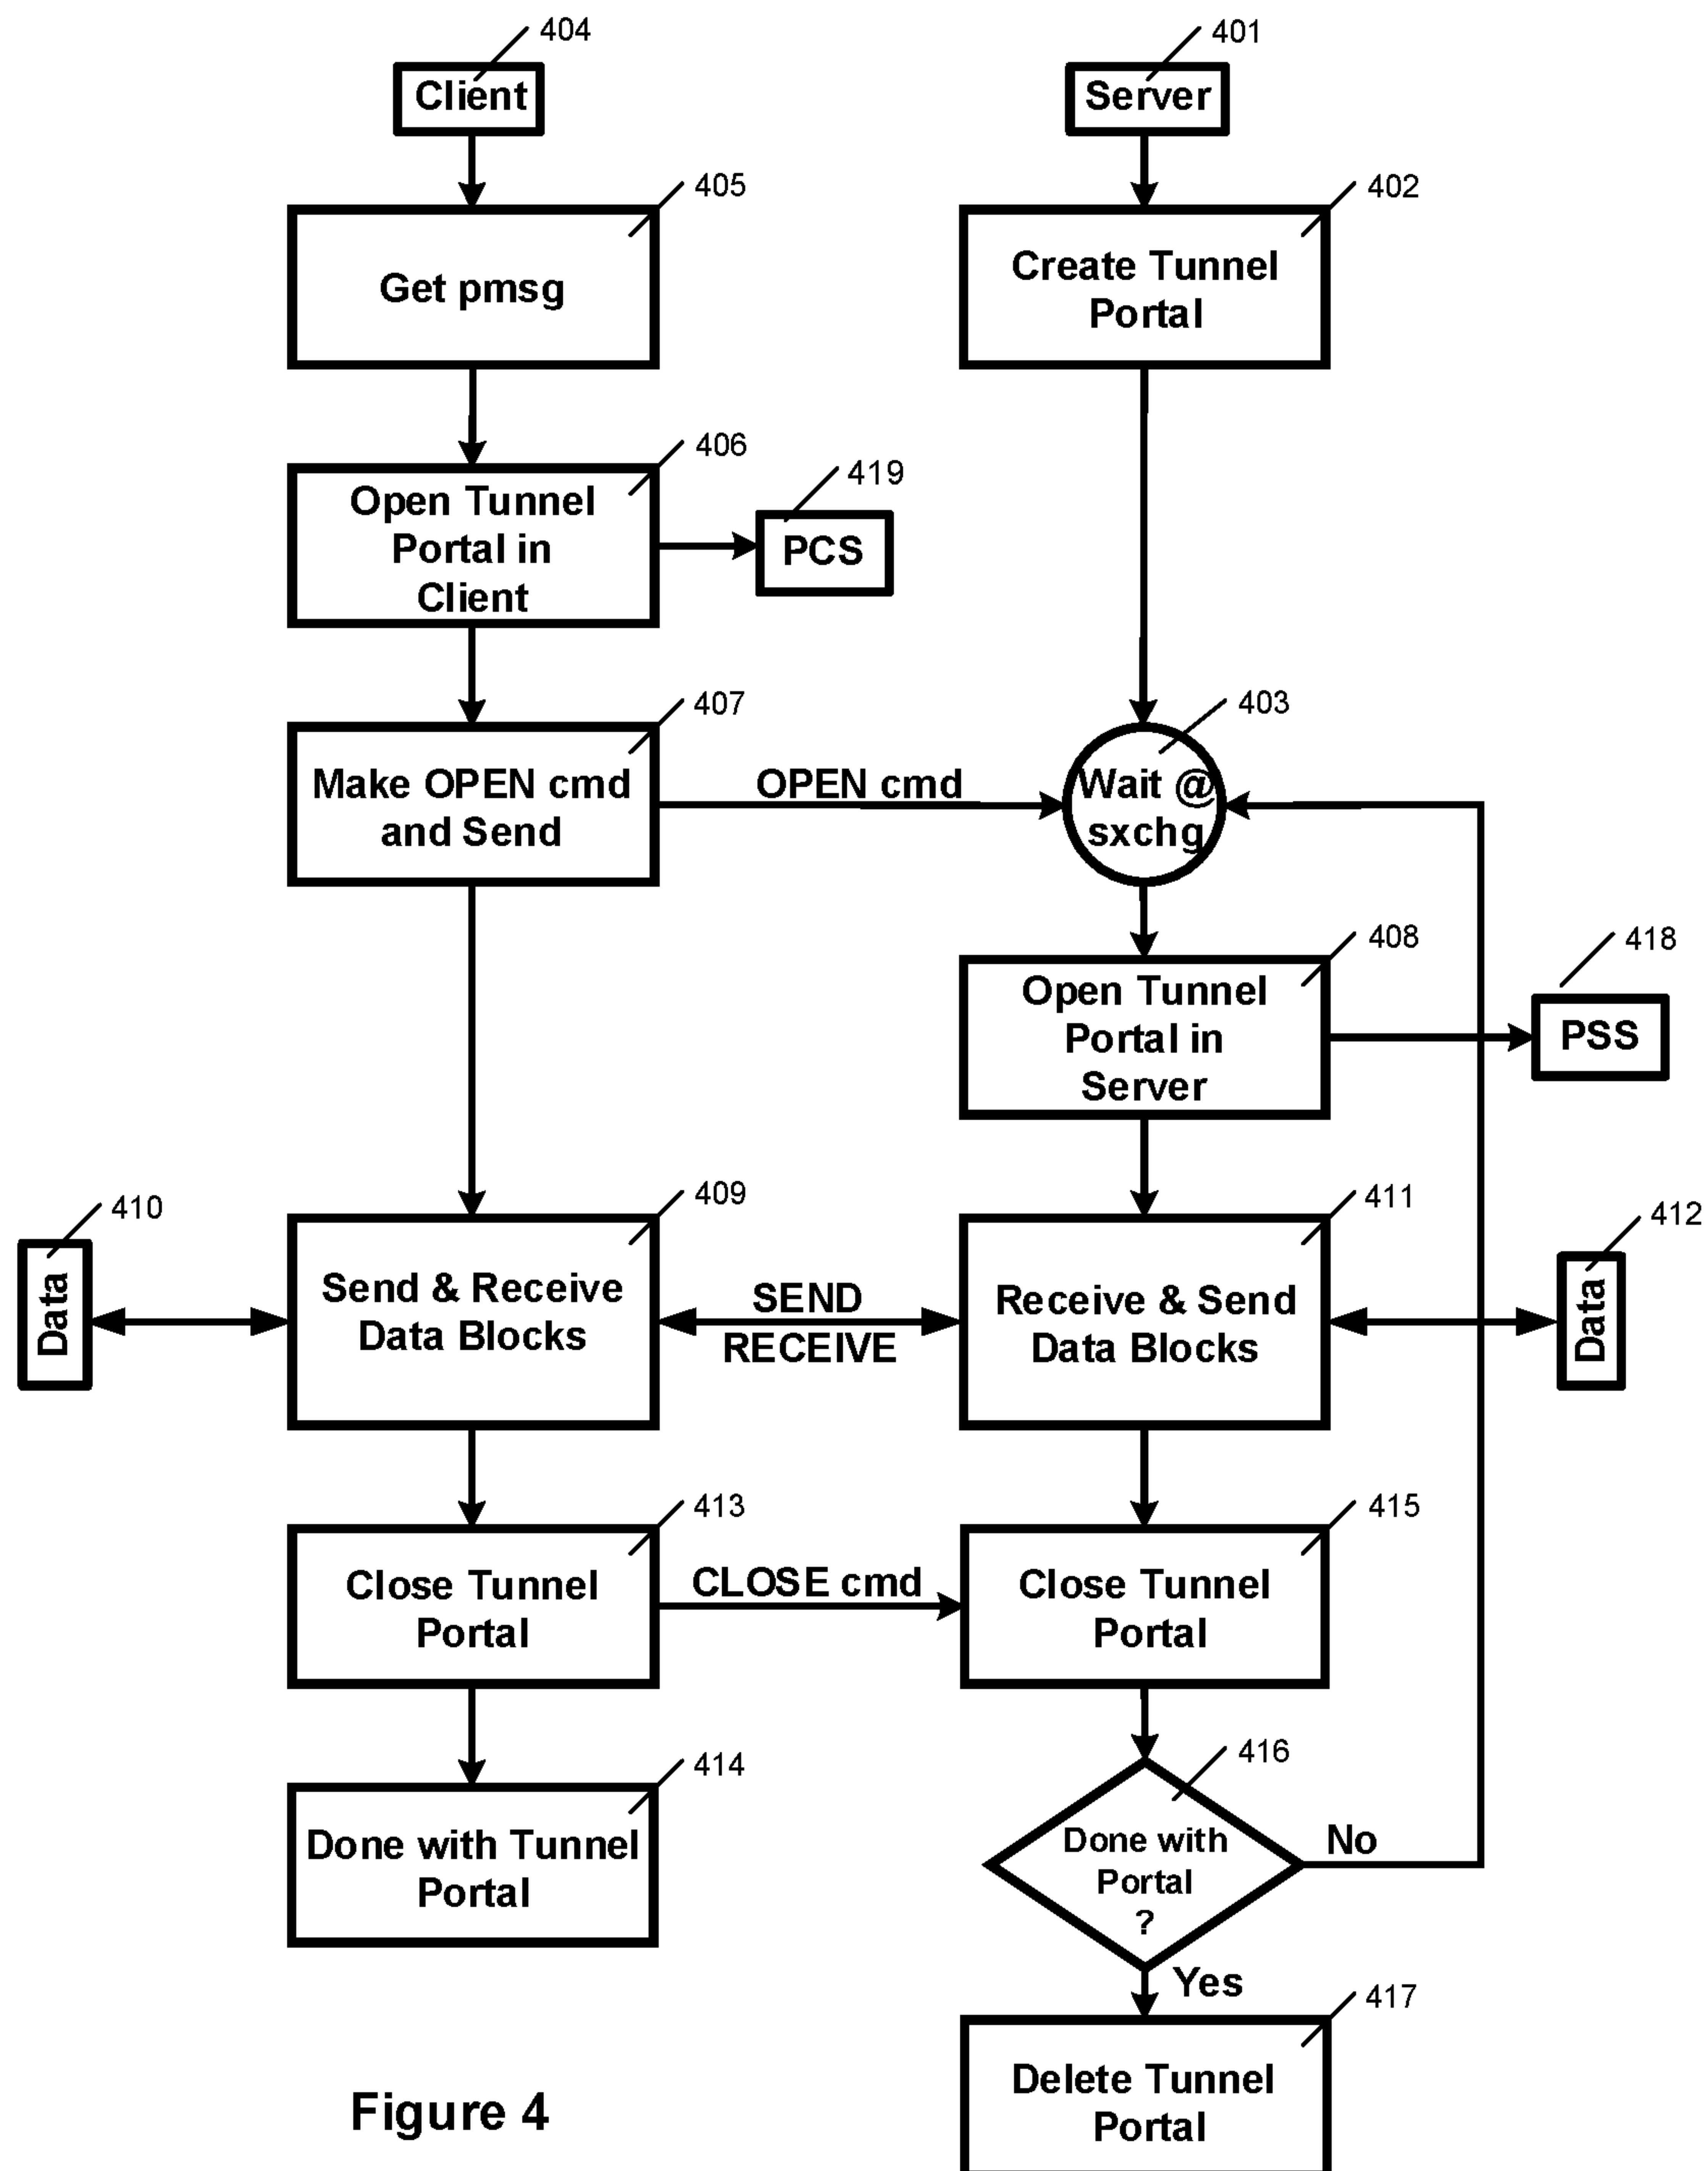 404
Client
401
Server
405
Get pmsg
402
Create Tunnel
Portal
406
Open Tunnel
Portal in
Client
419
PCS
407
Make OPEN cmd
and Send
OPEN cmd
403
Wait @
sxchg
408
Open Tunnel
Portal in
Server
418
PSS
410
Data
409
Send & Receive
Data Blocks
SEND
RECEIVE
411
Receive & Send
Data Blocks
412
Data
413
Close Tunnel
Portal
CLOSE cmd
415
Close Tunnel
Portal
414
Done with Tunnel
Portal
416
Done with
Portal
?
No
Yes
417
Delete Tunnel
Portal
Figure 4